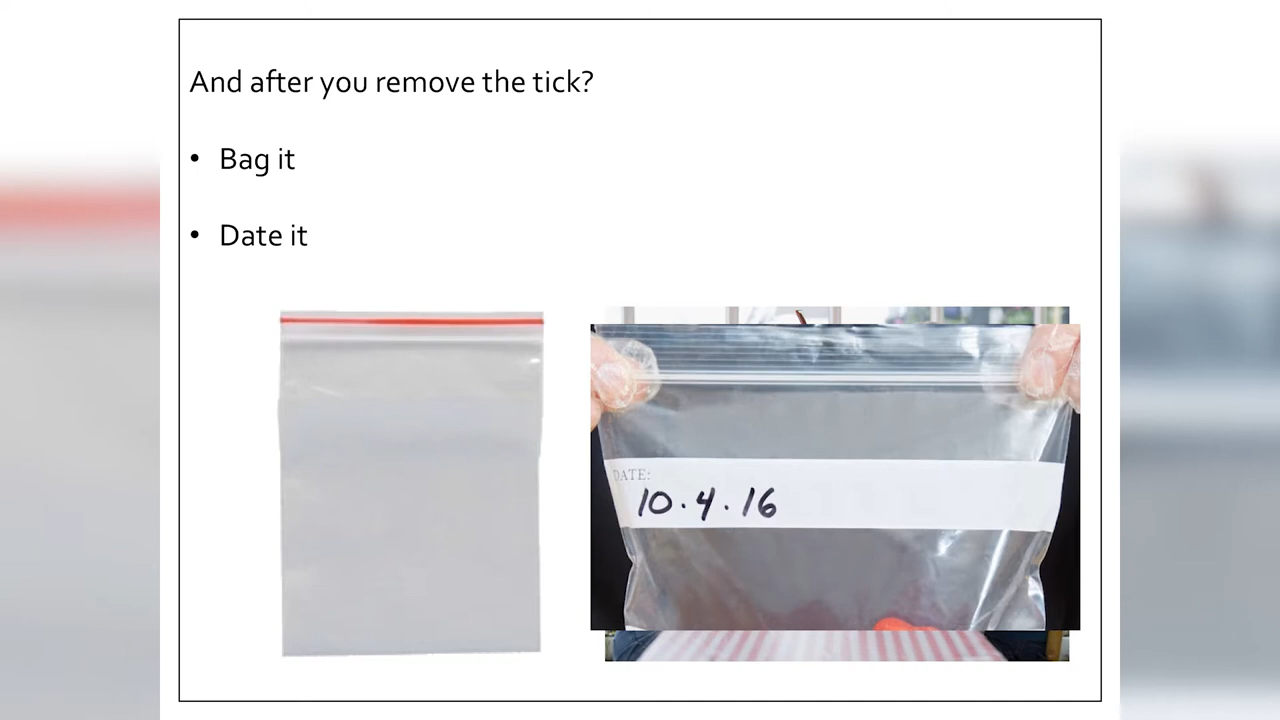 And after you remove the tick?
• Bag it
• Date it
DATE:
10.4.16